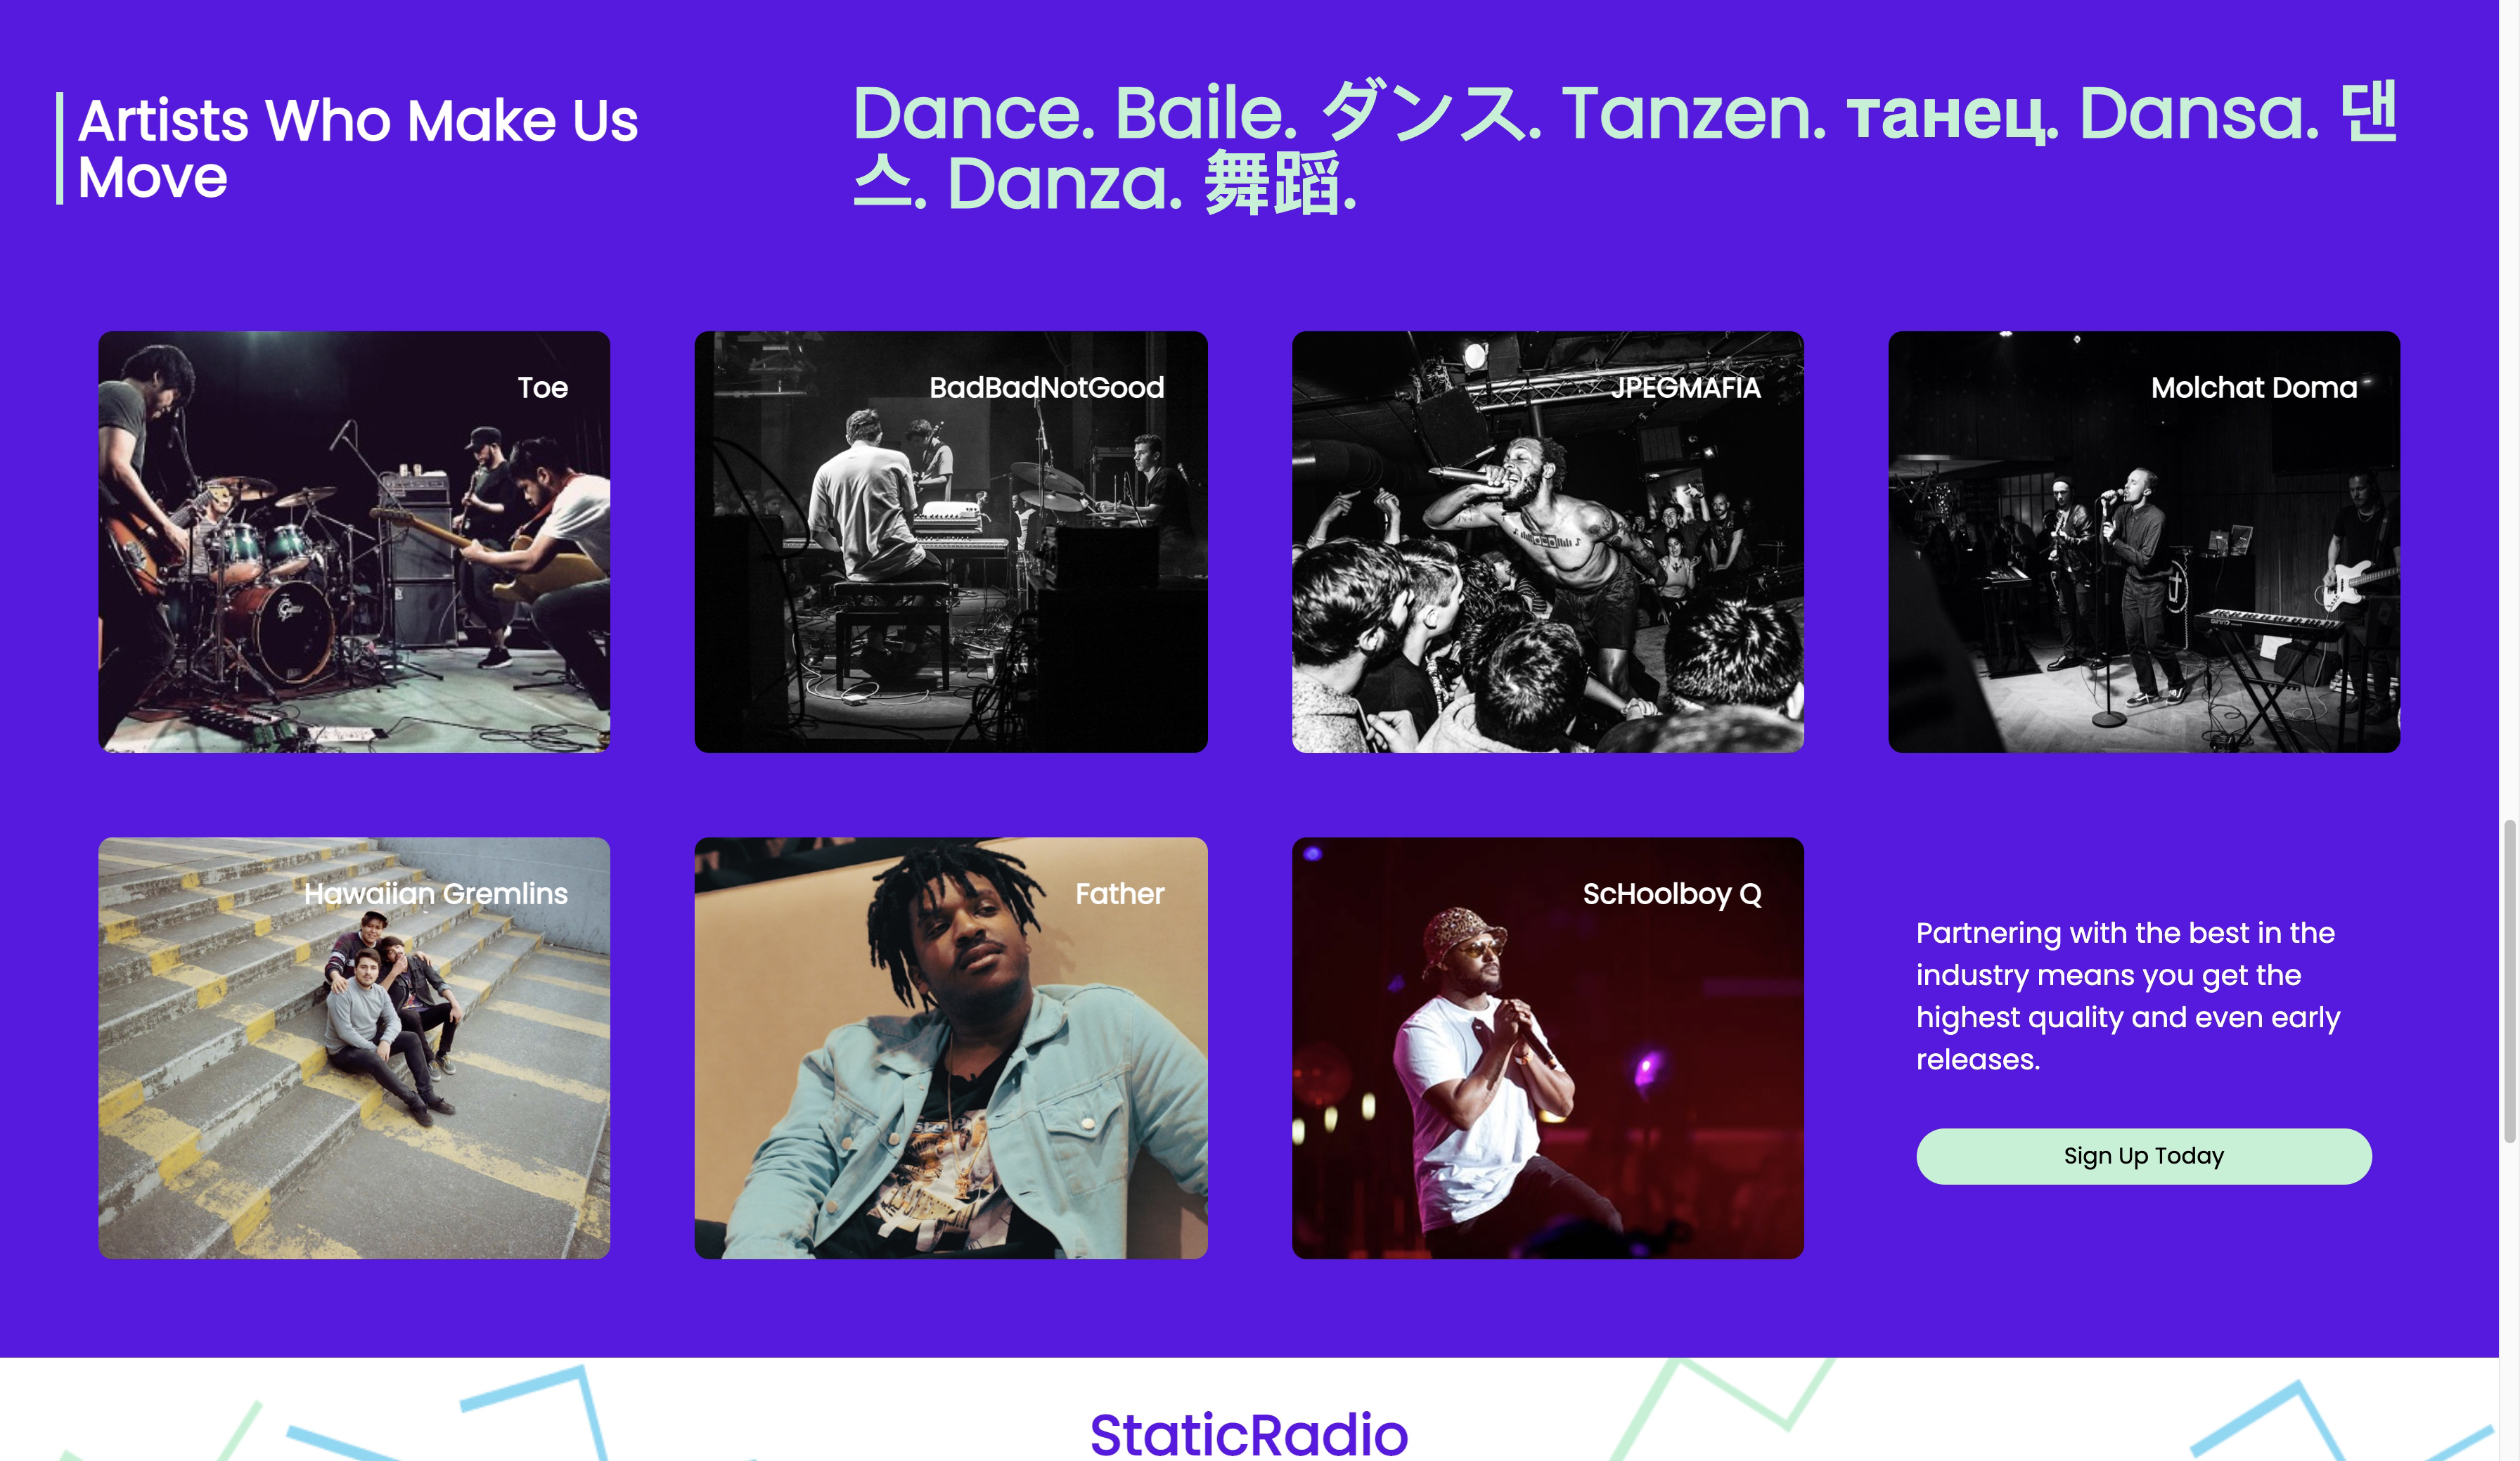 Artists Who Make Us
Move
Dance. Baile. ダンス. Tanzen. танец. Dansa. 댄
스. Danza. 舞蹈.
Toe
BadBadNotGood
JPEGMAFIA
Molchat Doma
Hawaiian Gremlins
Father
ScHoolboy Q
Partnering with the best in the
industry means you get the
highest quality and even early
releases.
Sign Up Today
StaticRadio